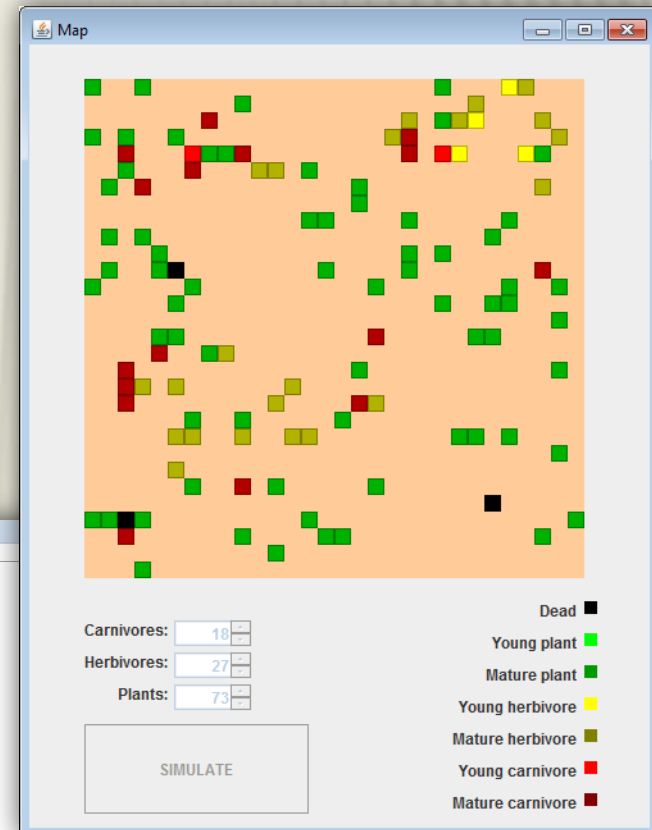 Map
Carnivores: 18
Herbivores: 27
Plants: 73
SIMULATE
Dead
Young plant
Mature plant
Young herbivore
Mature herbivore
Young carnivore
Mature carnivore